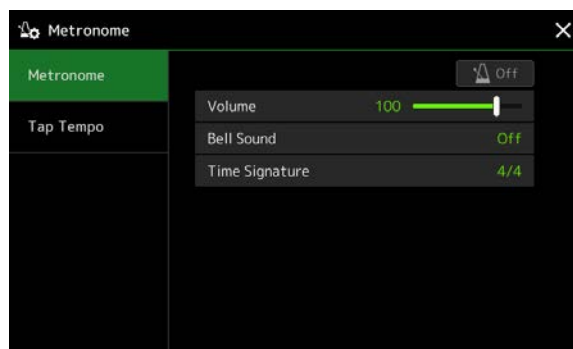 Metronome
Metronome
Off
Volume 100
Tap Tempo
Bell Sound Off
Time Signature 4/4